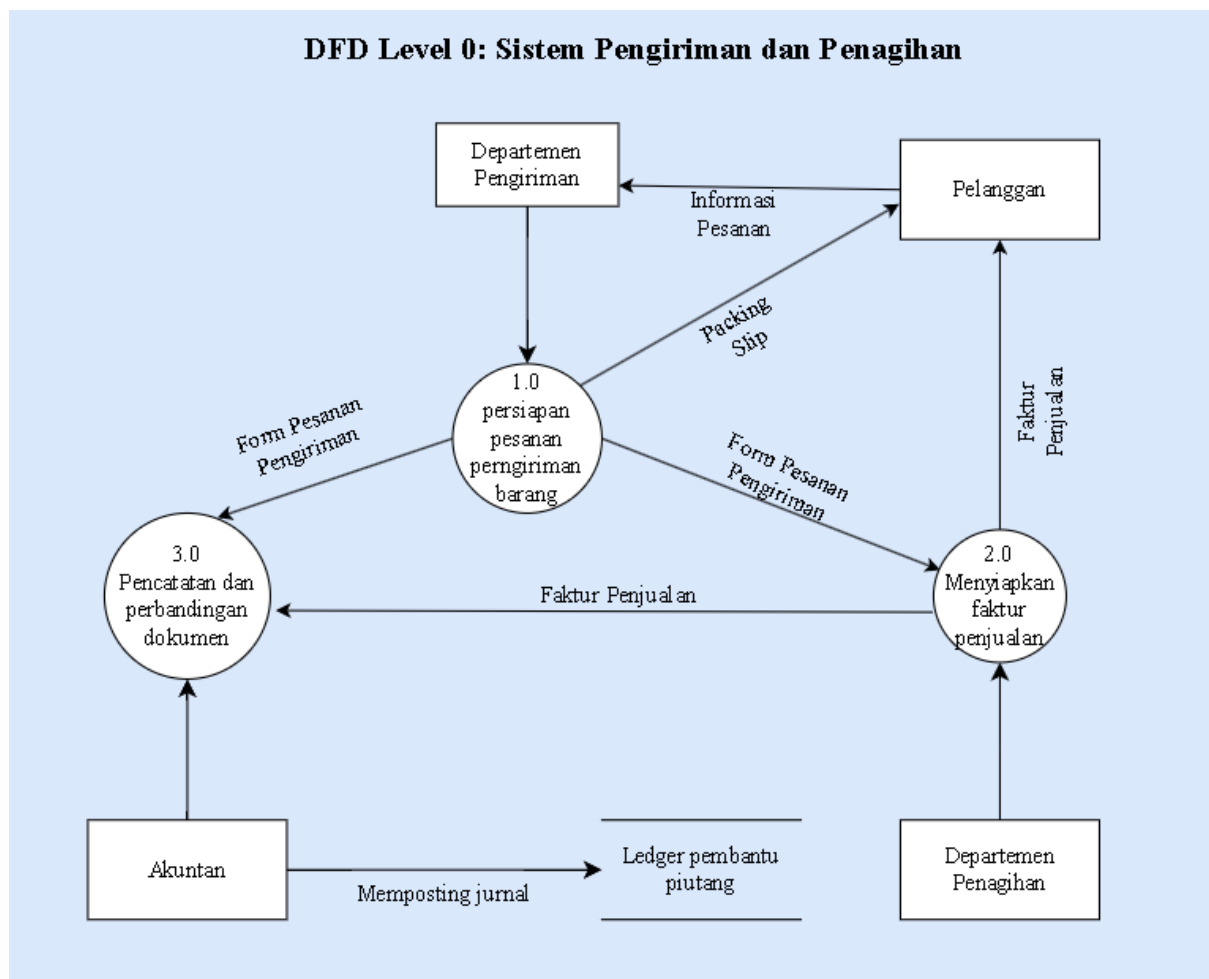 DFD Level 0: Sistem Pengiriman dan Penagihan
Departemen
Pengiriman
Pelanggan
Informasi
Pesanan
Packing
Slip
1.0
persiapan
pesanan
perngiriman
barang
Form Pesanan
Pengiriman
Form Pesanan
Pengiriman
Faktur
Penjualan
3.0
Pencatatan dan
perbandingan
dokumen
Faktur Penjualan
2.0
Menyiapkan
faktur
penjualan
Akuntan
Memposting jurnal
Ledger pembantu
piutang
Departemen
Penagihan